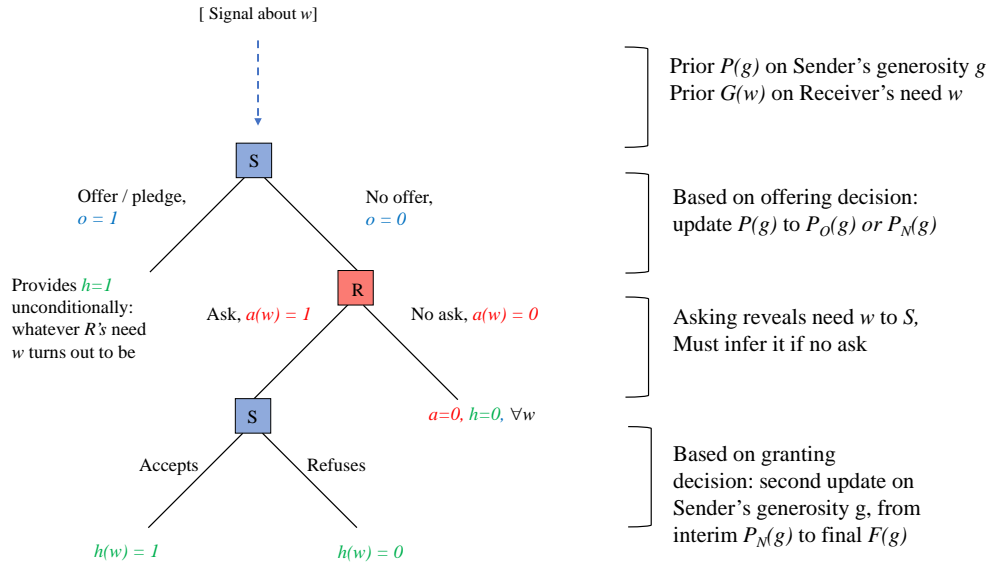 [ Signal about w]
Prior P(g) on Sender's generosity g
Prior G(w) on Receiver's need w
S
Offer / pledge,
o = 1
No offer,
o = 0
Based on offering decision:
update P(g) to P_O(g) or P_N(g)
Provides h=1
unconditionally:
whatever R's need
w turns out to be
R
Ask, a(w) = 1
No ask, a(w) = 0
Asking reveals need w to S,
Must infer it if no ask
S
a=0, h=0, ∀w
Accepts
Refuses
Based on granting
decision: second update on
Sender's generosity g, from
interim P_N(g) to final F(g)
h(w) = 1
h(w) = 0